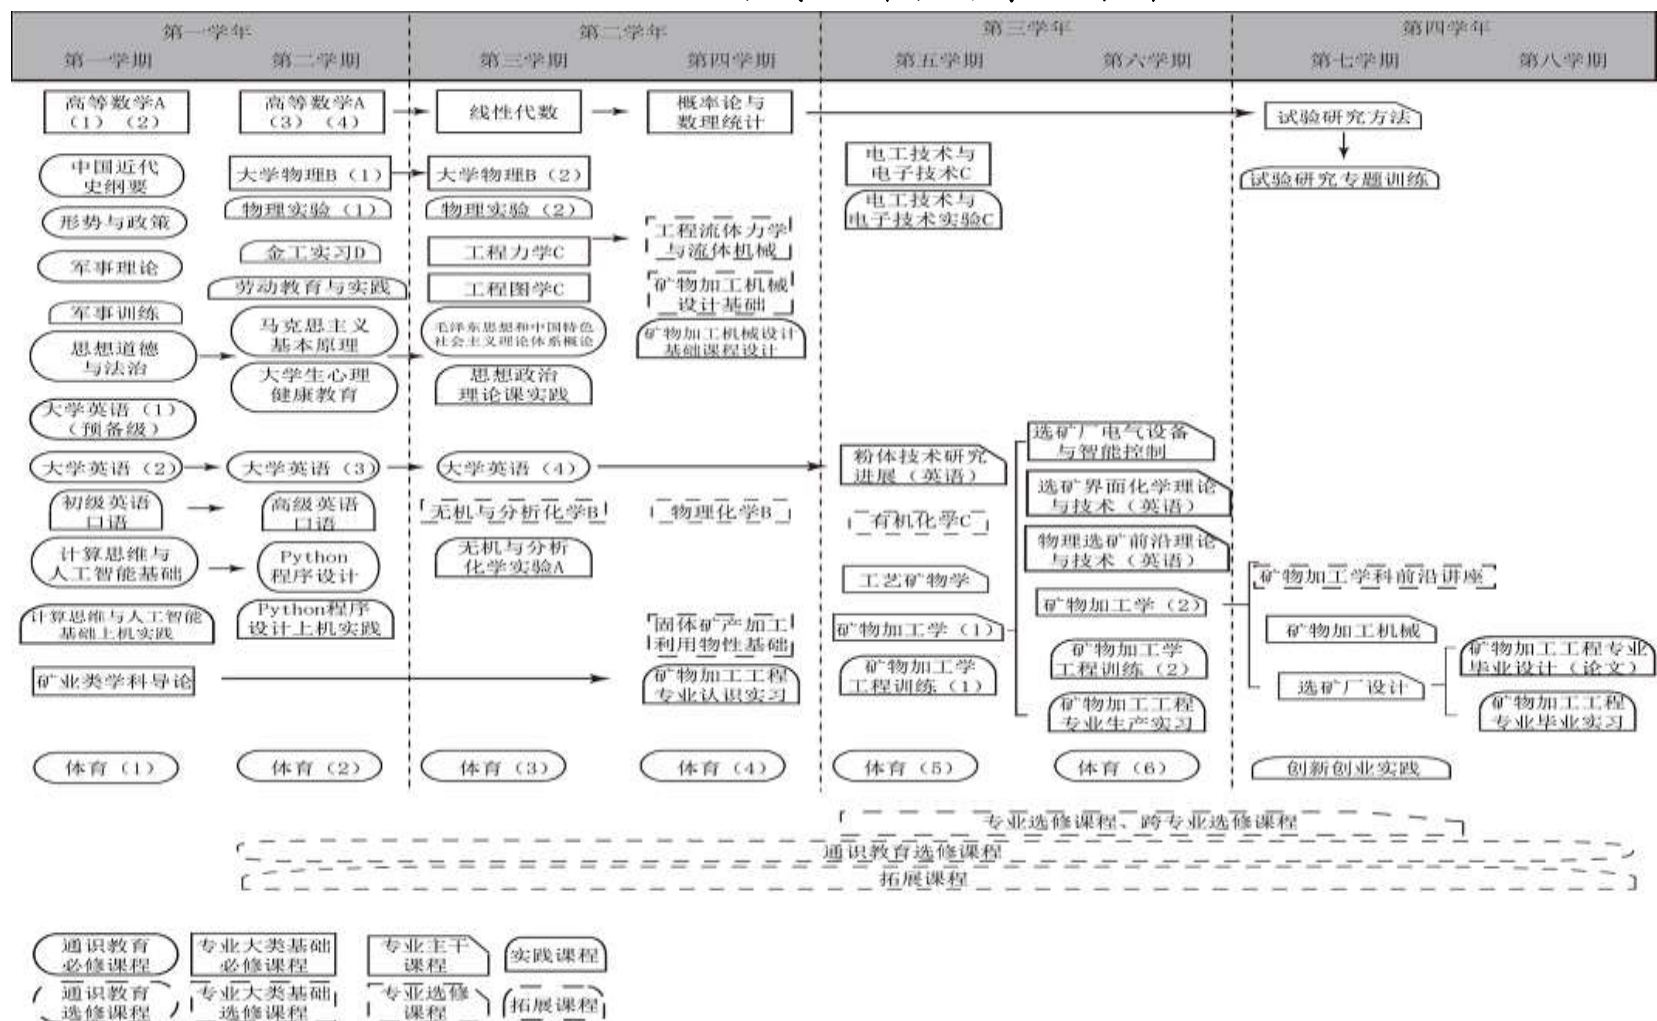 第一学年
第二学年
第三学年
第四学年
第一学期
第二学期
第三学期
第四学期
第五学期
第六学期
第七学期
第八学期
高等数学A
（1）（2）
高等数学A
（3）（4）
线性代数
概率论与
数理统计
试验研究方法
试验研究专题训练
中国近代
史纲要
大学物理B（1）
大学物理B（2）
电工技术与
电子技术C
形势与政策
物理实验（1）
物理实验（2）
电工技术与
电子技术实验C
工程流体力学
与流体机械
军事理论
金工实习D
工程力学C
劳动教育与实践
工程图学C
矿物加工机械
设计基础
军事训练
马克思主义
基本原理
毛泽东思想和中国特色
社会主义理论体系概论
矿物加工机械设计
基础课程设计
思想道德
与法治
大学生心理
健康教育
思想政治
理论课实践
大学英语（1）
（预备级）
大学英语（2）
大学英语（3）
大学英语（4）
粉体技术研究
进展（英语）
选矿厂电气设备
与智能控制
选矿界面化学理论
与技术（英语）
初级英语
口语
高级英语
口语
无机与分析化学B
物理化学B
有机化学C
物理选矿前沿理论
与技术（英语）
计算思维与
人工智能基础
Python
程序设计
无机与分析
化学实验A
工艺矿物学
矿物加工学科前沿讲座
矿物加工学（2）
计算思维与人工智能
基础上机实践
Python程序
设计上机实践
固体矿产加工
利用物性基础
矿物加工学（1）
矿物加工机械
矿物加工学
工程训练（2）
矿物加工工程专业
毕业设计（论文）
矿业类学科导论
矿物加工工程
专业认识实习
矿物加工学
工程训练（1）
选矿厂设计
矿物加工工程
专业生产实习
矿物加工工程
专业毕业实习
体育（1）
体育（2）
体育（3）
体育（4）
体育（5）
体育（6）
创新创业实践
专业选修课程、跨专业选修课程
通识教育选修课程
拓展课程
通识教育
必修课程
专业大类基础
必修课程
专业主干
课程
实践课程
通识教育
选修课程
专业大类基础
选修课程
专业选修
课程
拓展课程